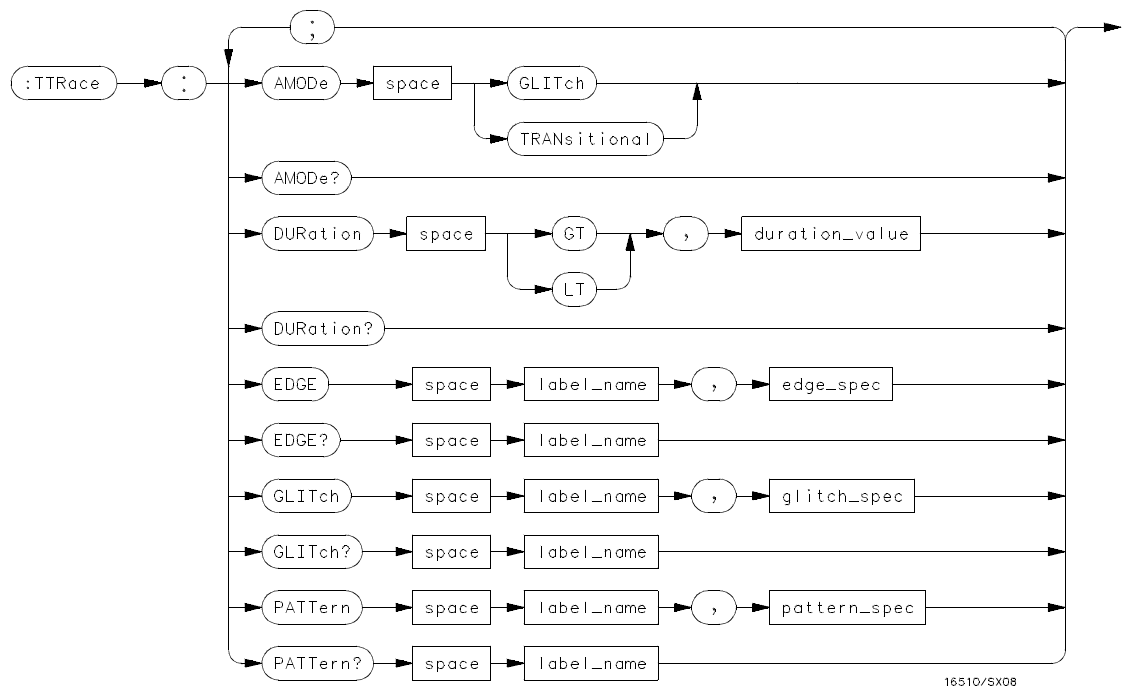 ;
:TTRace : AMODe space GLITch
TRANsitional
AMODe?
DURation space GT , duration_value
LT
DURation?
EDGE space label_name , edge_spec
EDGE? space label_name
GLITch space label_name , glitch_spec
GLITch? space label_name
PATTern space label_name , pattern_spec
PATTern? space label_name
16510/SX08